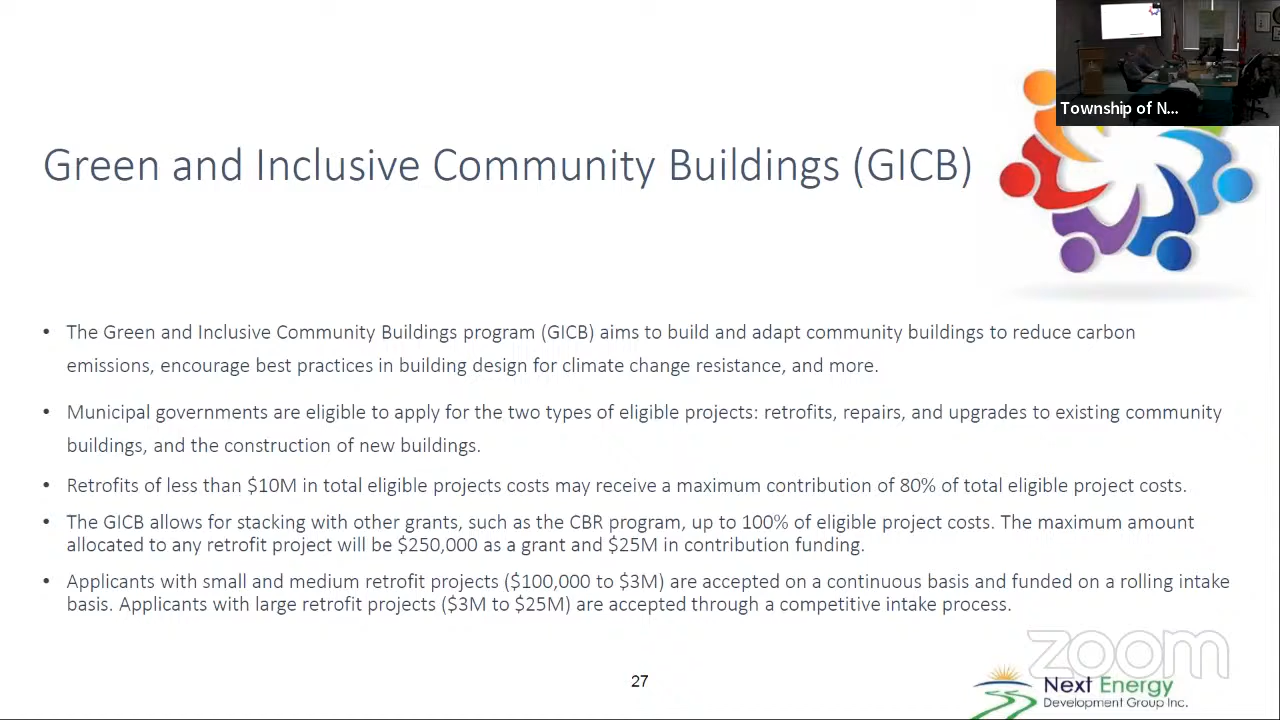 Township of N...
Green and Inclusive Community Buildings (GICB)
• The Green and Inclusive Community Buildings program (GICB) aims to build and adapt community buildings to reduce carbon
emissions, encourage best practices in building design for climate change resistance, and more.
• Municipal governments are eligible to apply for the two types of eligible projects: retrofits, repairs, and upgrades to existing community
buildings, and the construction of new buildings.
• Retrofits of less than $10M in total eligible projects costs may receive a maximum contribution of 80% of total eligible project costs.
• The GICB allows for stacking with other grants, such as the CBR program, up to 100% of eligible project costs. The maximum amount
allocated to any retrofit project will be $250,000 as a grant and $25M in contribution funding.
• Applicants with small and medium retrofit projects ($100,000 to $3M) are accepted on a continuous basis and funded on a rolling intake
basis. Applicants with large retrofit projects ($3M to $25M) are accepted through a competitive intake process.
zoom
27
Next Energy
Development Group Inc.